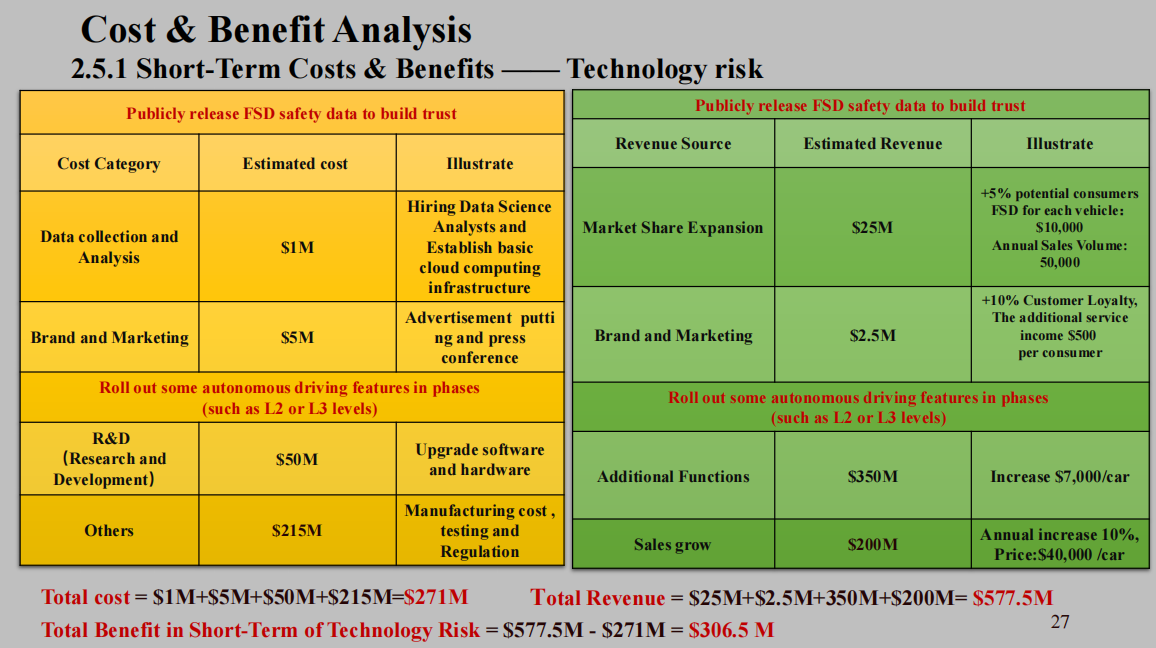 Cost & Benefit Analysis
2.5.1 Short-Term Costs & Benefits —— Technology risk
Publicly release FSD safety data to build trust
Cost Category
Estimated cost
Illustrate
Data collection and
Analysis
$1M
Hiring Data Science
Analysts and
Establish basic
cloud computing
infrastructure
Brand and Marketing
$5M
Advertisement putti
ng and press
conference
Roll out some autonomous driving features in phases
(such as L2 or L3 levels)
R&D
（Research and
Development）
$50M
Upgrade software
and hardware
Others
$215M
Manufacturing cost ,
testing and
Regulation
Publicly release FSD safety data to build trust
Revenue Source
Estimated Revenue
Illustrate
Market Share Expansion
$25M
+5% potential consumers
FSD for each vehicle:
$10,000
Annual Sales Volume:
50,000
Brand and Marketing
$2.5M
+10% Customer Loyalty,
The additional service
income $500
per consumer
Roll out some autonomous driving features in phases
(such as L2 or L3 levels)
Additional Functions
$350M
Increase $7,000/car
Sales grow
$200M
Annual increase 10%,
Price:$40,000 /car
Total cost = $1M+$5M+$50M+$215M=$271M
Total Revenue = $25M+$2.5M+350M+$200M= $577.5M
Total Benefit in Short-Term of Technology Risk = $577.5M - $271M = $306.5 M
27